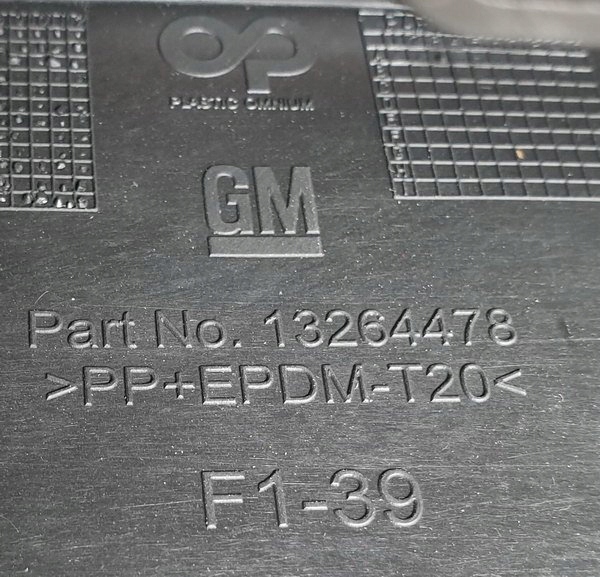 PLASTIC OMNIUM
GM
Part No. 13264478
>PP+EPDM-T20<
F1-39